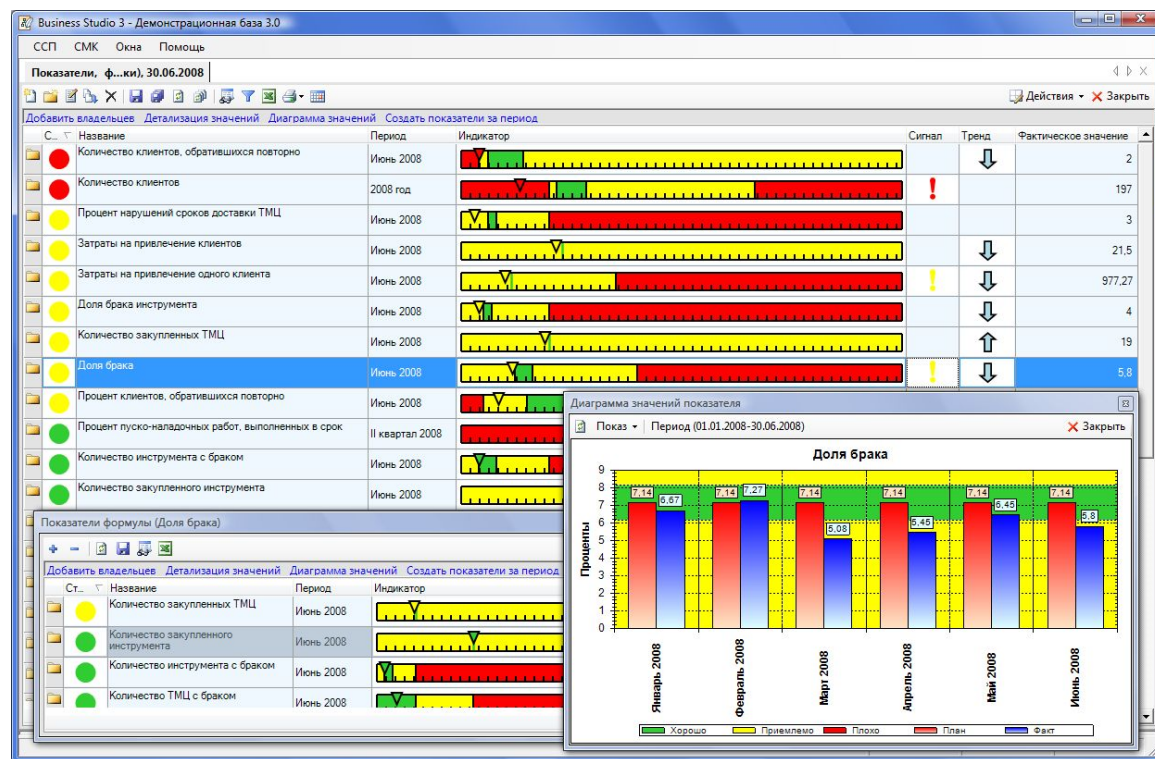 Business Studio 3 - Демонстрационная база 3.0
ССП СМК Окна Помощь
Показатели, ф...ки), 30.06.2008
Действия Закрыть
Добавить владельцев Детализация значений Диаграмма значений Создать показатели за период
С... Название Период Индикатор Сигнал Тренд Фактическое значение
Количество клиентов, обратившихся повторно Июнь 2008 2
Количество клиентов 2008 год ! 197
Процент нарушений сроков доставки ТМЦ Июнь 2008 3
Затраты на привлечение клиентов Июнь 2008 21,5
Затраты на привлечение одного клиента Июнь 2008 ! 977,27
Доля брака инструмента Июнь 2008 4
Количество закупленных ТМЦ Июнь 2008 19
Доля брака Июнь 2008 ! 5,8
Процент клиентов, обратившихся повторно Июнь 2008
Процент пуско-наладочных работ, выполненных в срок II квартал 2008
Количество инструмента с браком Июнь 2008
Количество закупленного инструмента Июнь 2008
Показатели формулы (Доля брака)
Добавить владельцев Детализация значений Диаграмма значений Создать показатели за период
Ст... Название Период Индикатор
Количество закупленных ТМЦ Июнь 2008
Количество закупленного
инструмента Июнь 2008
Количество инструмента с браком Июнь 2008
Количество ТМЦ с браком Июнь 2008
Диаграмма значений показателя
Показ Период (01.01.2008-30.06.2008) Закрыть
Доля брака
Проценты
9
8
7
6
5
4
3
2
1
0
7,14 6,67 7,14 7,27 7,14 5,08 7,14 5,45 7,14 6,45 7,14 5,8
Январь 2008
Февраль 2008
Март 2008
Апрель 2008
Май 2008
Июнь 2008
Хорошо Приемлемо Плохо План Факт